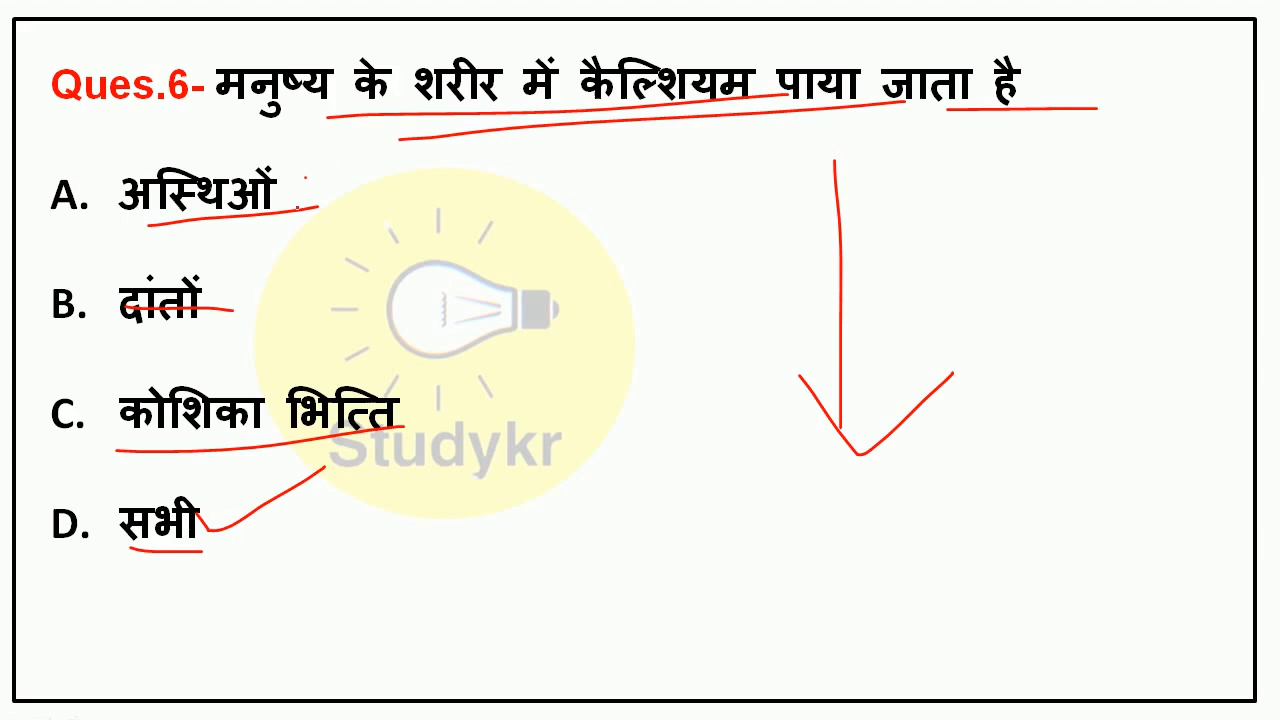 Ques.6- मनुष्य के शरीर में कैल्शियम पाया जाता है
A. अस्थिओं
B. दांतों
C. कोशिका भित्ति
Studykr
D. सभी